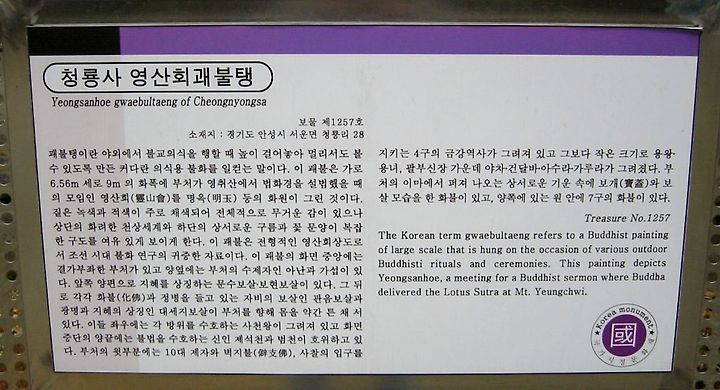 청룡사 영산회괘불탱
Yeongsanhoe gwaebultaeng of Cheongnyongsa
보물 제1257호
소재지 : 경기도 안성시 서운면 청룡리 28
괘불탱이란 야외에서 불교의식을 행할 때 높이 걸어놓아 멀리서도 볼
수 있도록 만든 커다란 의식용 불화를 일컫는 말이다. 이 괘불은 가로
6.56m 세로 9m 의 화폭에 부처가 영취산에서 법화경을 설법했을 때
의 모임인 영산회(靈山會)를 명옥(明玉) 등의 화원이 그린 것이다.
짙은 녹색과 적색이 주로 채색되어 전체적으로 무거운 감이 있으나
상단의 화려한 천상세계와 하단의 상서로운 구름과 꽃 문양이 복잡
한 구도를 여유 있게 보이게 한다. 이 괘불은 전형적인 영산회상도로
서 조선 시대 불화 연구의 귀중한 자료이다. 이 괘불의 화면 중앙에는
결가부좌한 부처가 있고 양옆에는 부처의 수제자인 아난과 가섭이 있
다. 앞쪽 양편으로 지혜를 상징하는 문수보살·보현보살이 있다. 그 뒤
로 각각 화불(化佛)과 정병을 들고 있는 자비의 보살인 관음보살과
광명과 지혜의 상징인 대세지보살이 부처를 향해 몸을 약간 튼 채 서
있다. 이들 좌우에는 각 방위를 수호하는 사천왕이 그려져 있고 화면
중단의 양끝에는 불법을 수호하는 신인 제석천과 범천이 호위하고 있
다. 부처의 윗부분에는 10대 제자와 벽지불(僻支佛), 사찰의 입구를
지키는 4구의 금강역사가 그려져 있고 그보다 작은 크기로 용왕·
용녀, 팔부신장 가운데 야차·건달바·아수라·가루라가 그려졌다. 부
처의 이마에서 퍼져 나오는 상서로운 기운 속에 보개(寶蓋)와 보
살 모습을 한 화불이 있고, 양쪽에 있는 원 안에 7구의 화불이 있다.
Treasure No.1257
The Korean term gwaebultaeng refers to a Buddhist painting
of large scale that is hung on the occasion of various outdoor
Buddhisti rituals and ceremonies. This painting depicts
Yeongsanhoe, a meeting for a Buddhist sermon where Buddha
delivered the Lotus Sutra at Mt. Yeungchwi.
Korea monument
國
국가지정문화재